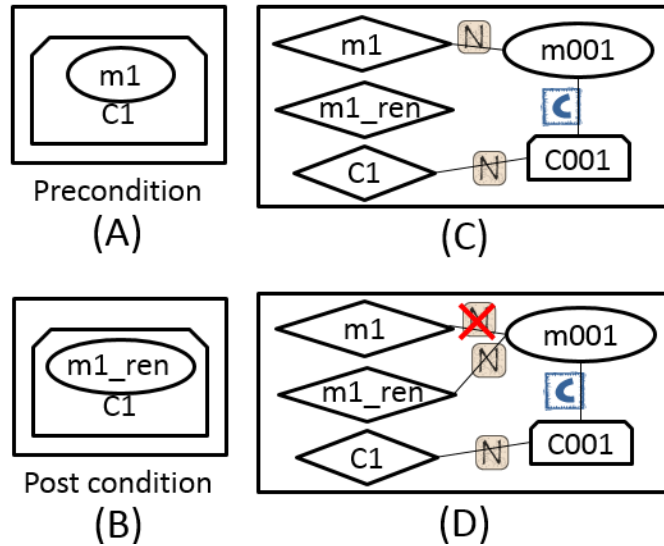 m1
C1
Precondition
(A)
m1
N
m001
m1_ren
C
C1
N
C001
(C)
m1_ren
C1
Post condition
(B)
m1
N
m001
N
m1_ren
C
C1
N
C001
(D)